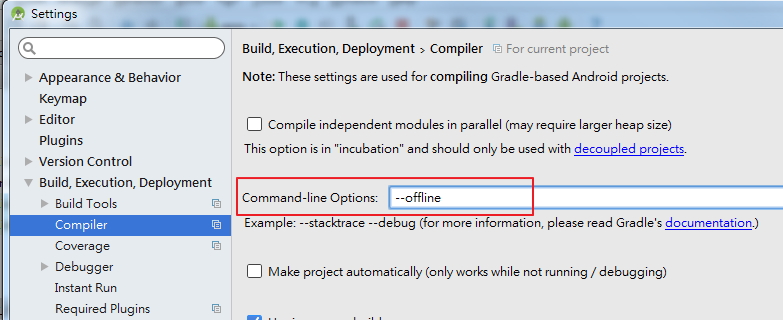 Settings
Build, Execution, Deployment › Compiler For current project
Note: These settings are used for compiling Gradle-based Android projects.
Appearance & Behavior
Keymap
Editor
Plugins
Version Control
Build, Execution, Deployment
Build Tools
Compiler
Coverage
Debugger
Instant Run
Required Plugins
Compile independent modules in parallel (may require larger heap size)
This option is in "incubation" and should only be used with decoupled projects.
Command-line Options: --offline
Example: --stacktrace --debug (for more information, please read Gradle's documentation.)
Make project automatically (only works while not running / debugging)